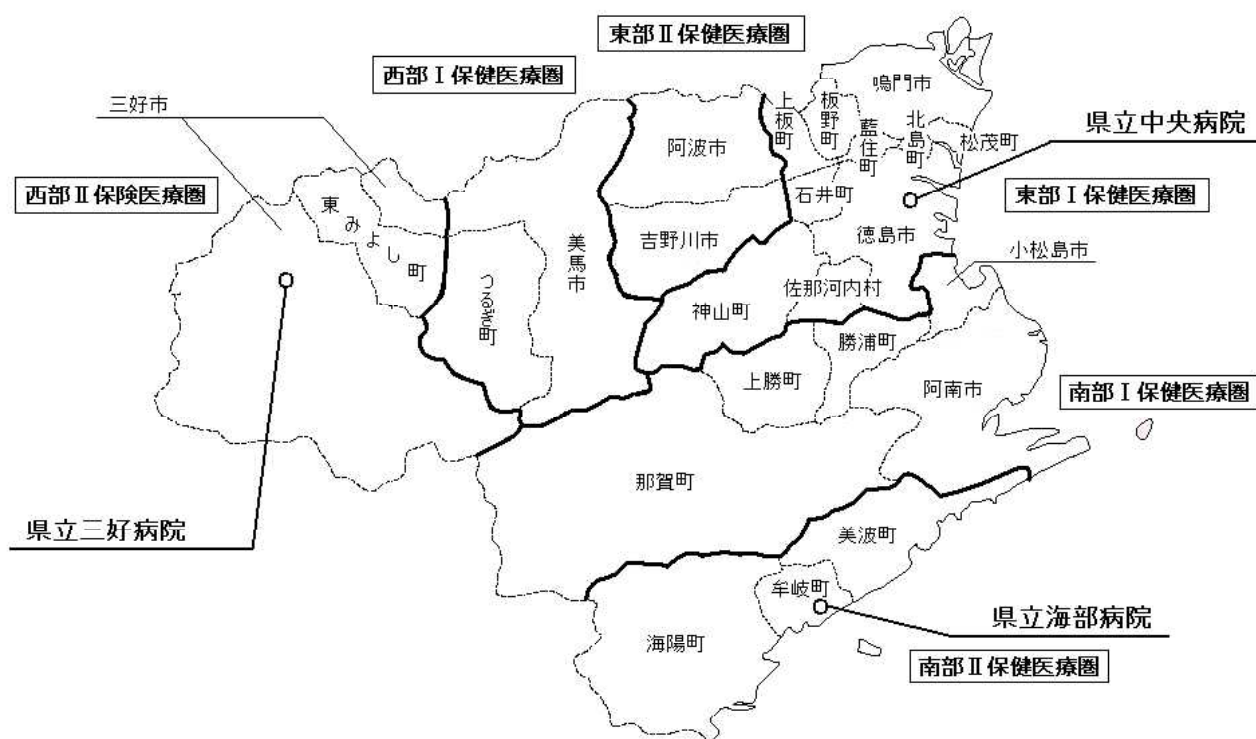 東部Ⅱ保健医療圏
西部Ⅰ保健医療圏
三好市
西部Ⅱ保険医療圏
東みよし町
つるぎ町
美馬市
阿波市
吉野川市
上板町
板野町
藍住町
鳴門市
北島町
松茂町
県立中央病院
東部Ⅰ保健医療圏
石井町
徳島市
小松島市
佐那河内村
神山町
勝浦町
上勝町
阿南市
南部Ⅰ保健医療圏
那賀町
県立三好病院
美波町
牟岐町
県立海部病院
海陽町
南部Ⅱ保健医療圏